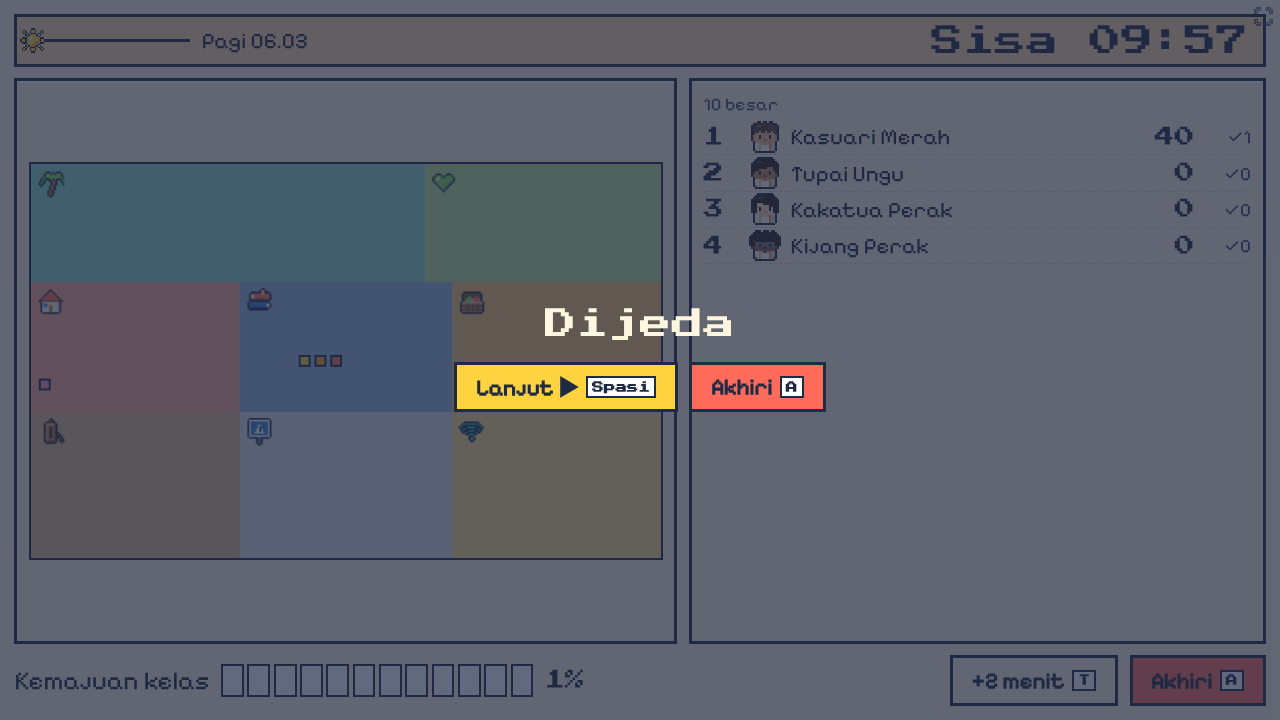 Pagi 06.03
Sisa 09:57
10 besar
1 Kasuari Merah 40 ✓1
2 Tupai Ungu 0 ✓0
3 Kakatua Perak 0 ✓0
4 Kijang Perak 0 ✓0
Dijeda
Lanjut ▶ Spasi
Akhiri A
Kemajuan kelas 1%
+2 menit T
Akhiri A